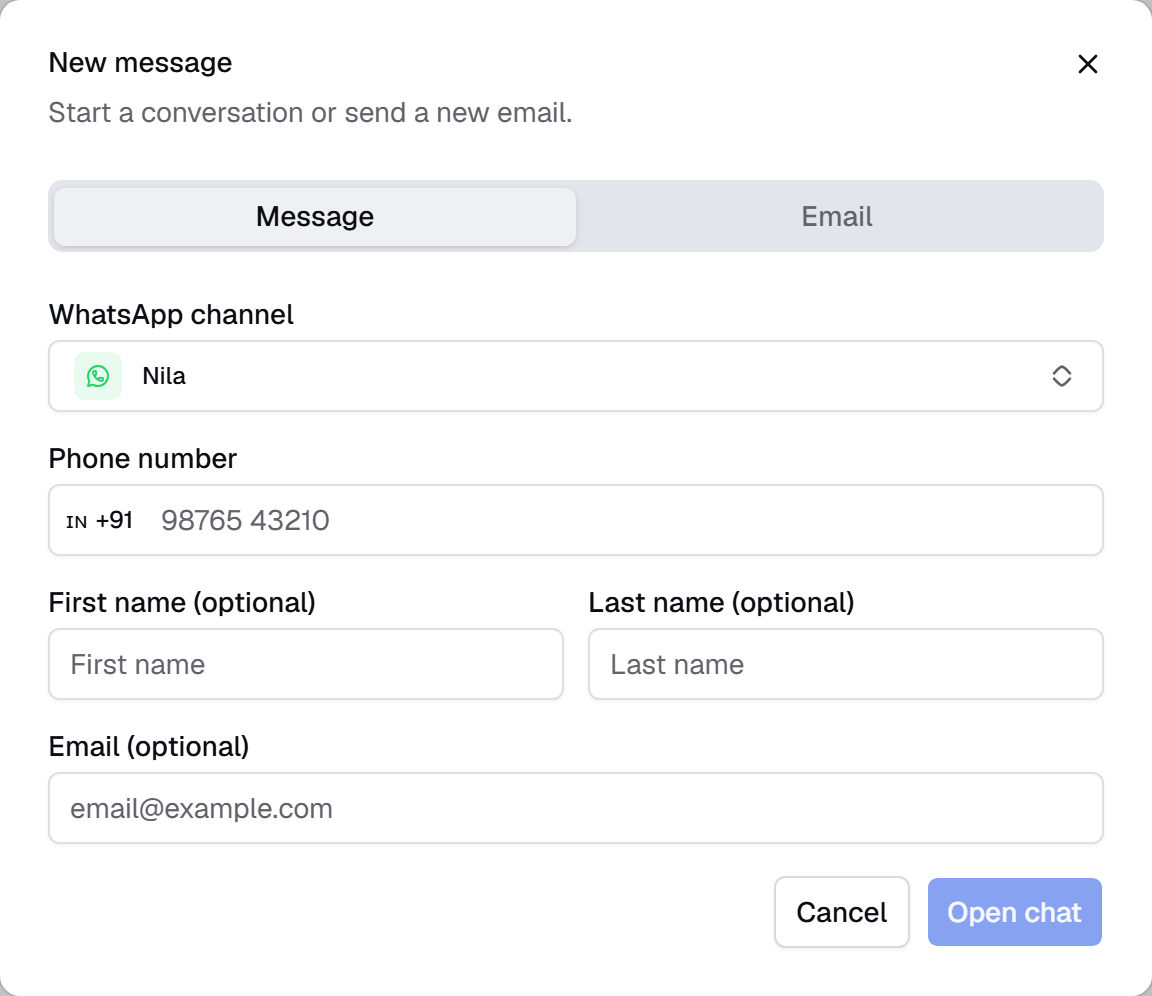 New message
Start a conversation or send a new email.
Message Email
WhatsApp channel
Nila
Phone number
IN +91 98765 43210
First name (optional) Last name (optional)
First name Last name
Email (optional)
email@example.com
Cancel Open chat